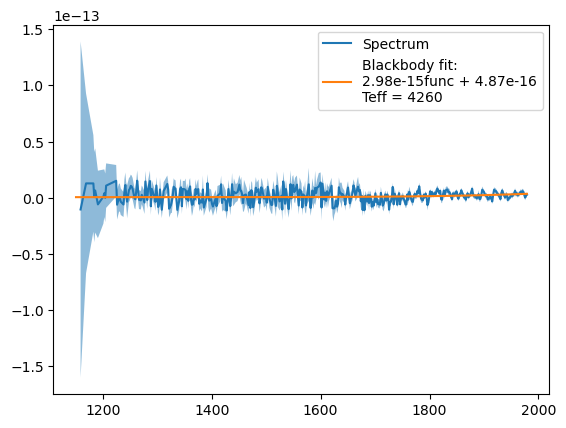 1e−13
1.5
1.0
0.5
0.0
−0.5
−1.0
−1.5
1200
1400
1600
1800
2000
Spectrum
Blackbody fit:
2.98e-15func + 4.87e-16
Teff = 4260